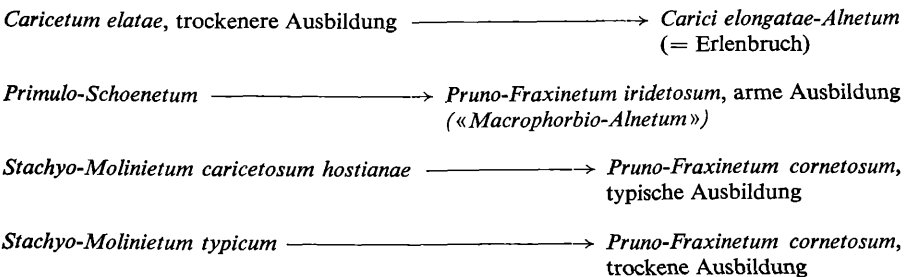 Caricetum elatae, trockenere Ausbildung ⟶ Carici elongatae-Alnetum
(= Erlenbruch)
Primulo-Schoenetum ⟶ Pruno-Fraxinetum iridetosum, arme Ausbildung
(«Macrophorbio-Alnetum»)
Stachyo-Molinietum caricetosum hostianae ⟶ Pruno-Fraxinetum cornetosum,
typische Ausbildung
Stachyo-Molinietum typicum ⟶ Pruno-Fraxinetum cornetosum,
trockene Ausbildung